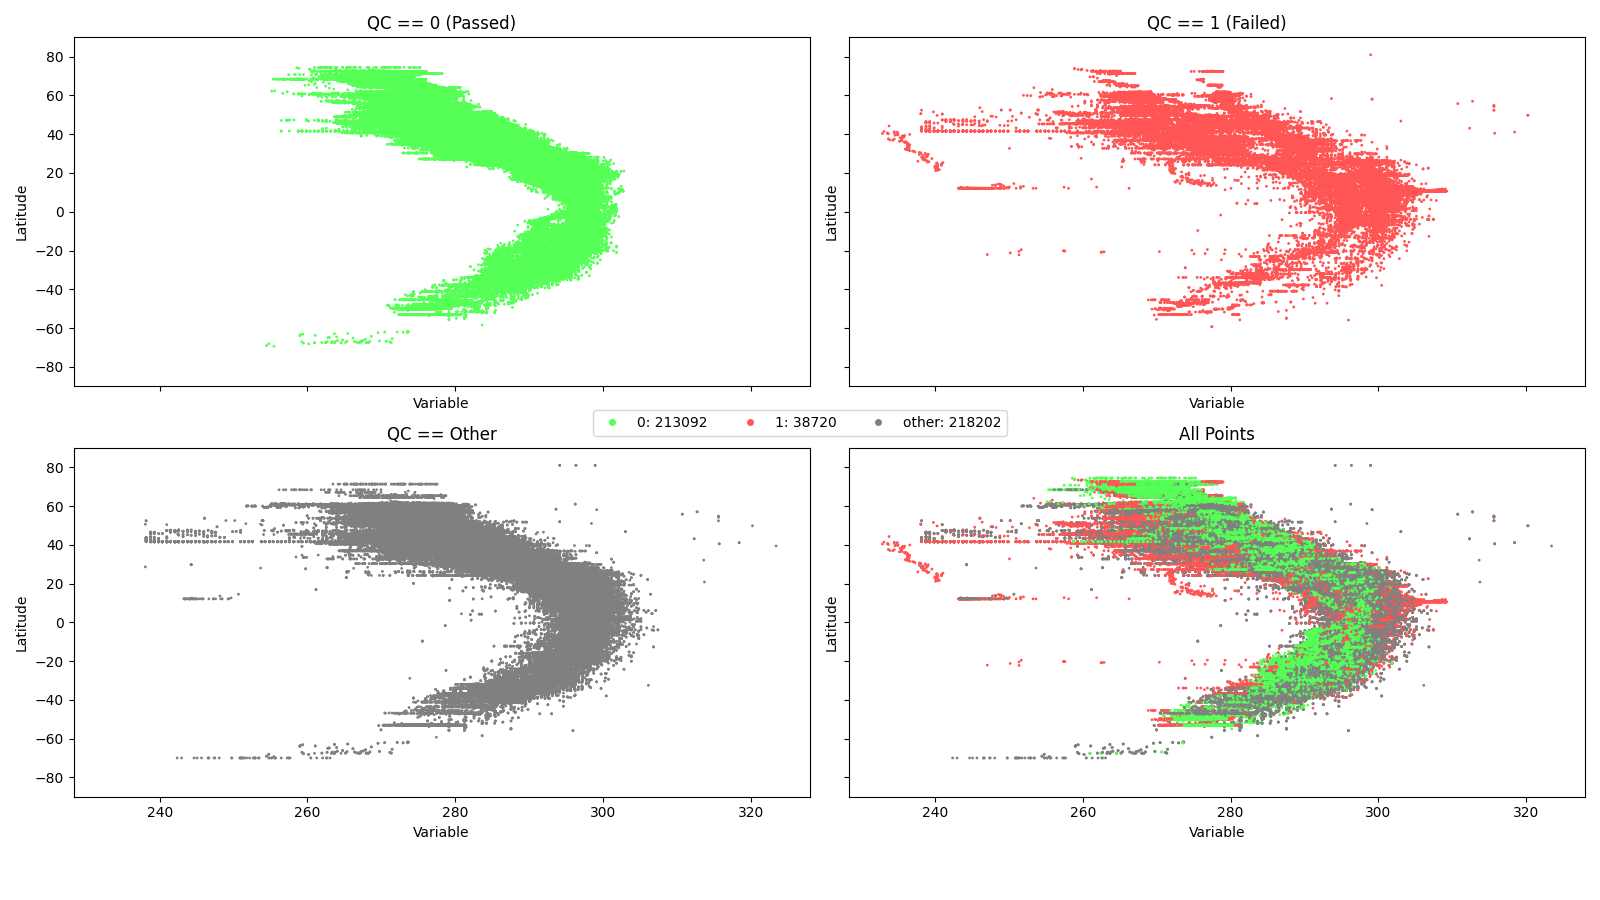 QC == 0 (Passed)
QC == 1 (Failed)
80
60
40
20
0
−20
−40
−60
−80
Latitude
Latitude
Variable
Variable
0: 213092 1: 38720 other: 218202
QC == Other
All Points
80
60
40
20
0
−20
−40
−60
−80
Latitude
Latitude
240 260 280 300 320
240 260 280 300 320
Variable
Variable